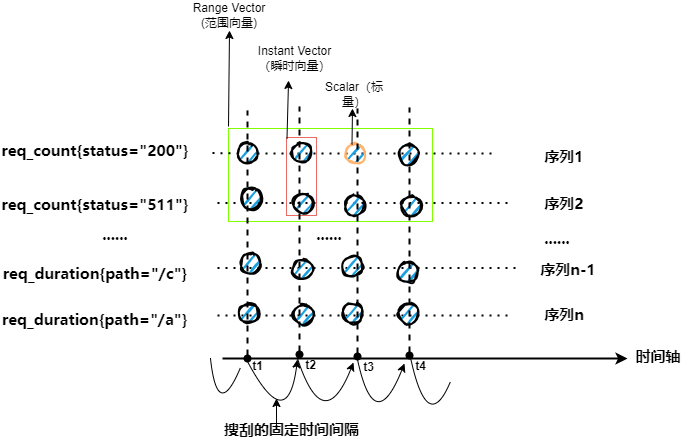 Range Vector
(范围向量)
Instant Vector
(瞬时向量)
Scalar（标
量）
req_count{status="200"}
序列1
req_count{status="511"}
序列2
......
......
......
req_duration{path="/c"}
序列n-1
req_duration{path="/a"}
序列n
t1
t2
t3
t4
时间轴
搜刮的固定时间间隔